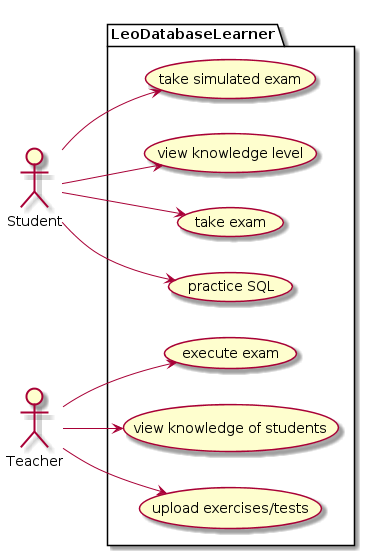 LeoDatabaseLearner
take simulated exam
view knowledge level
Student
take exam
practice SQL
execute exam
Teacher
view knowledge of students
upload exercises/tests